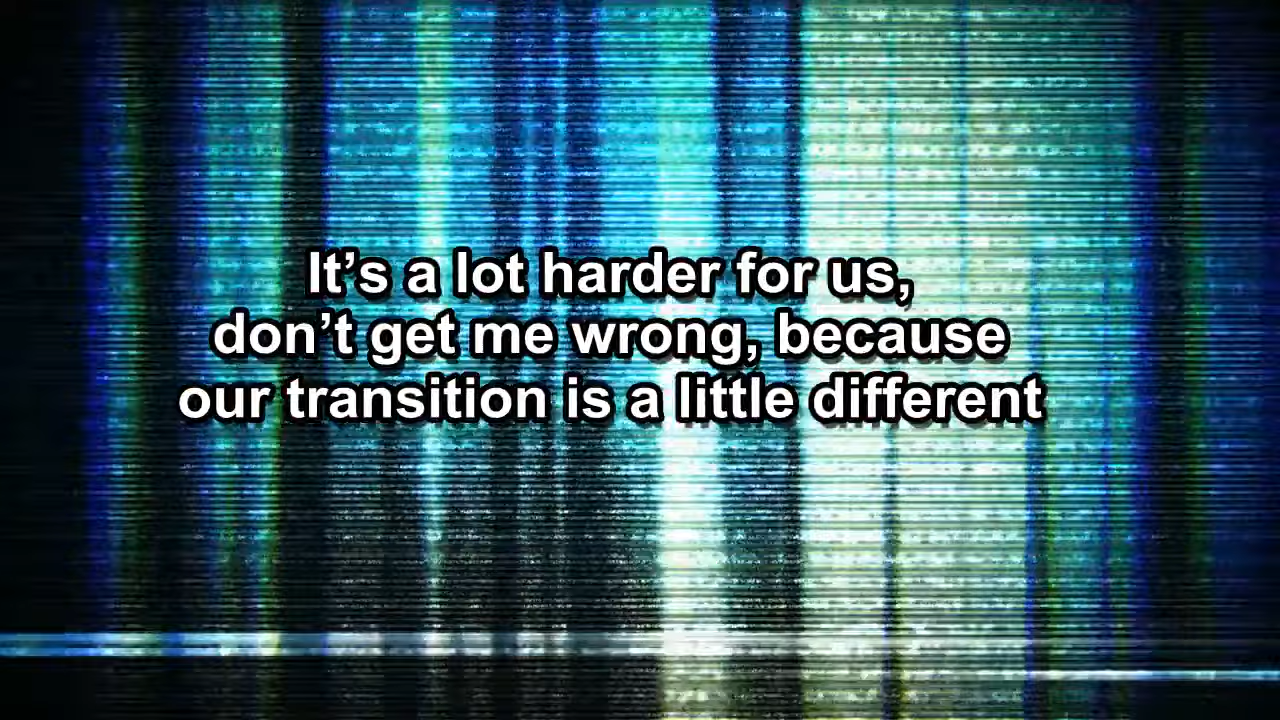 It’s a lot harder for us,
don’t get me wrong, because
our transition is a little different